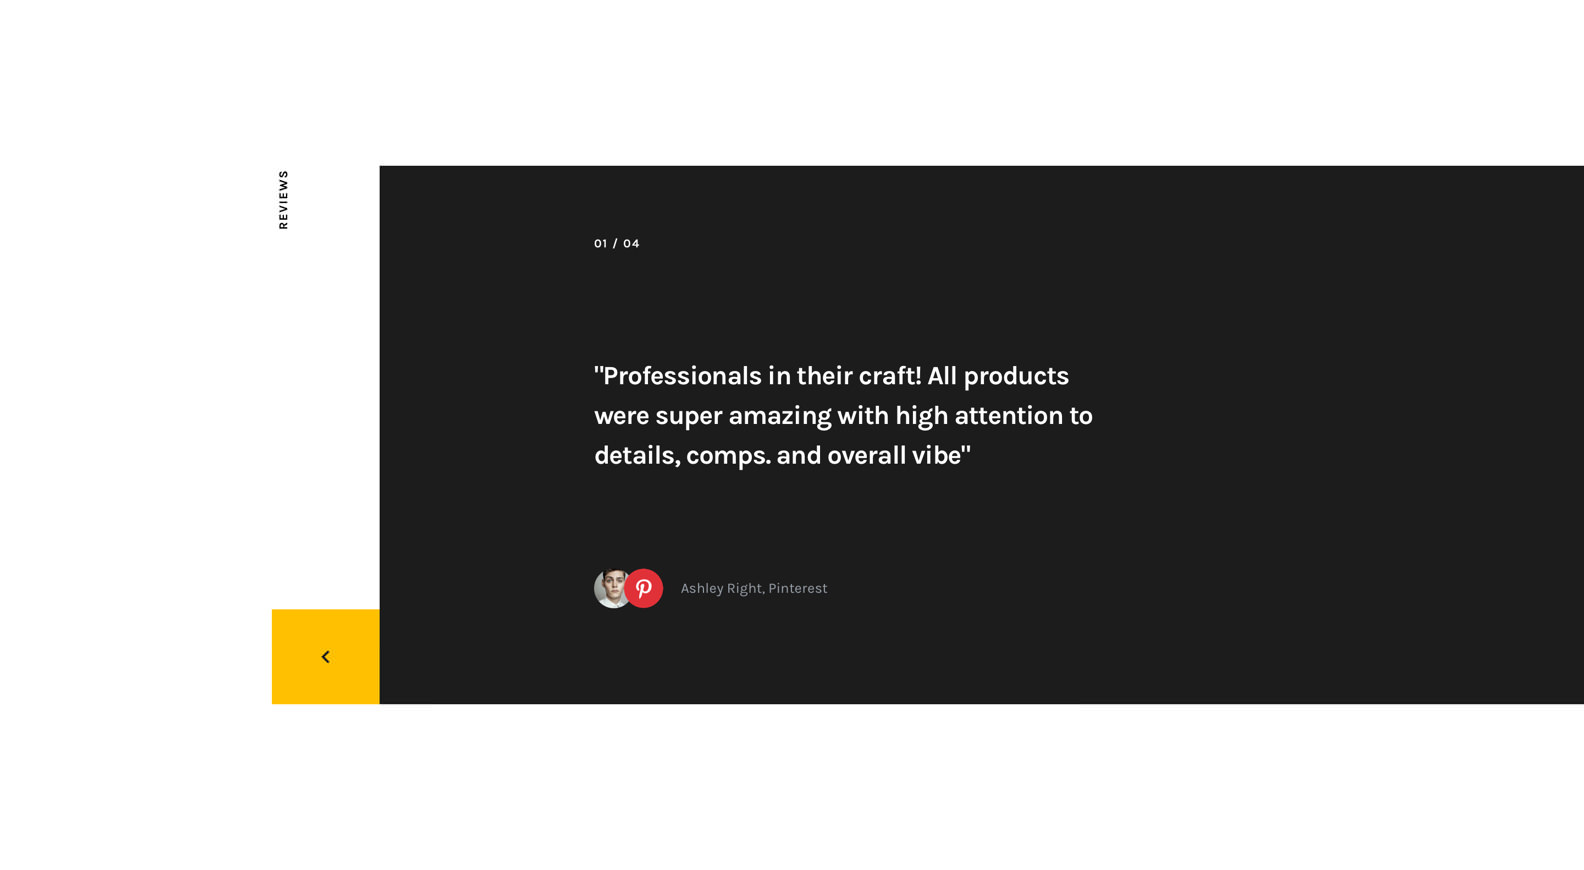 REVIEWS
01 / 04
"Professionals in their craft! All products
were super amazing with high attention to
details, comps. and overall vibe"
Ashley Right, Pinterest